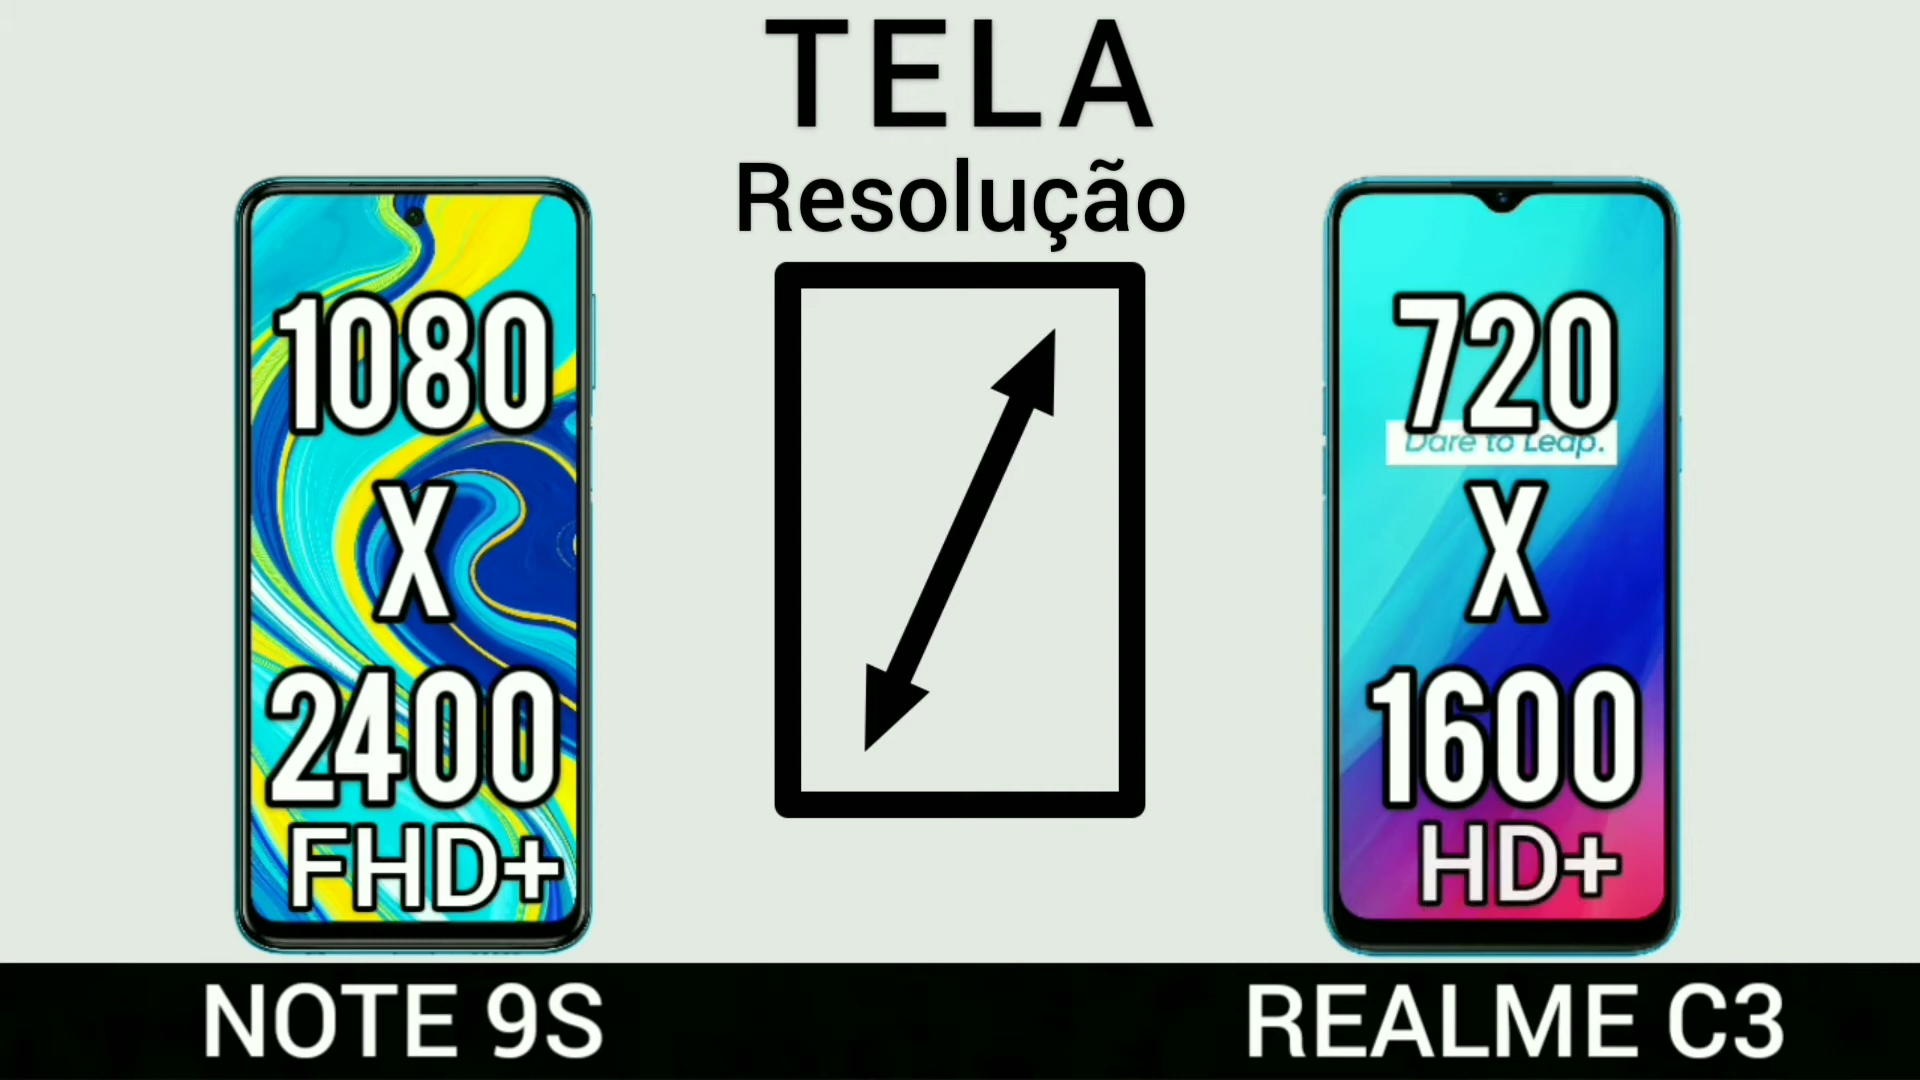 TELA
Resolução
1080
X
2400
FHD+
720
Dare to Leap.
X
1600
HD+
NOTE 9S
REALME C3